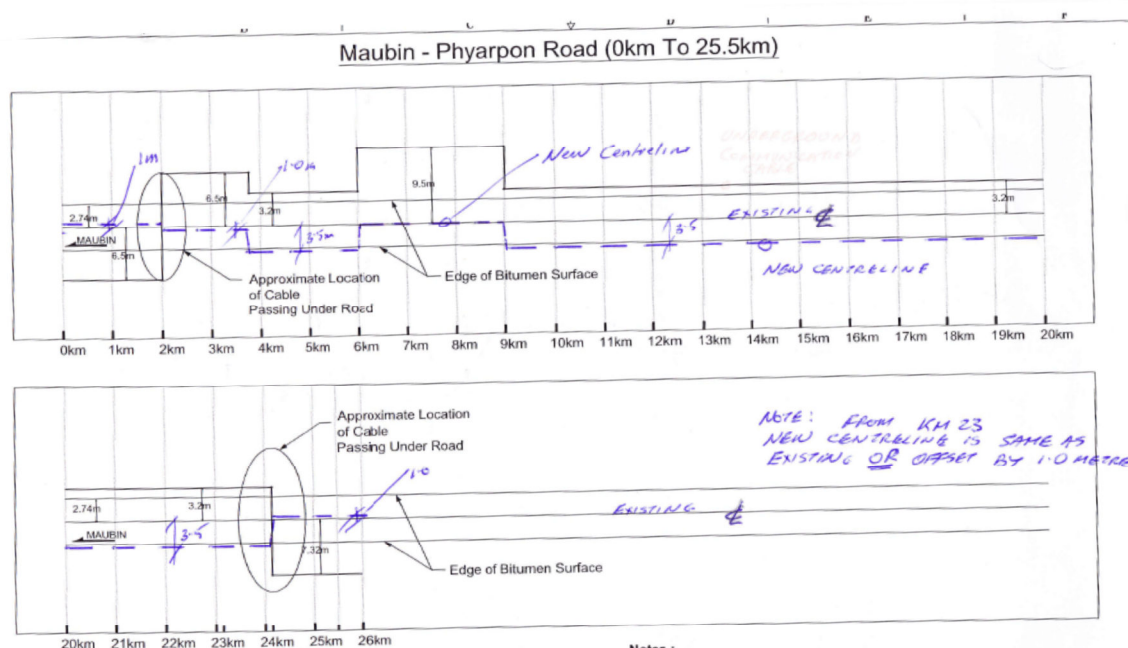 D
C
D
E
F
Maubin - Phyarpon Road (0km To 25.5km)
UNDERGROUND
COMMUNICATION
CABLE
1m
1.0m
New Centreline
9.5m
6.5m
3.2m
3.2m
2.74m
EXISTING ℄
MAUBIN
3.5m
3.5
6.5m
NEW CENTRELINE
Edge of Bitumen Surface
Approximate Location
of Cable
Passing Under Road
0km 1km 2km 3km 4km 5km 6km 7km 8km 9km 10km 11km 12km 13km 14km 15km 16km 17km 18km 19km 20km
Approximate Location
of Cable
Passing Under Road
NOTE: FROM KM 23
NEW CENTRELINE IS SAME AS
EXISTING OR OFFSET BY 1.0 METRE
1.0
3.2m
2.74m
EXISTING ℄
MAUBIN
3.5
7.32m
Edge of Bitumen Surface
20km 21km 22km 23km 24km 25km 26km
Notes :